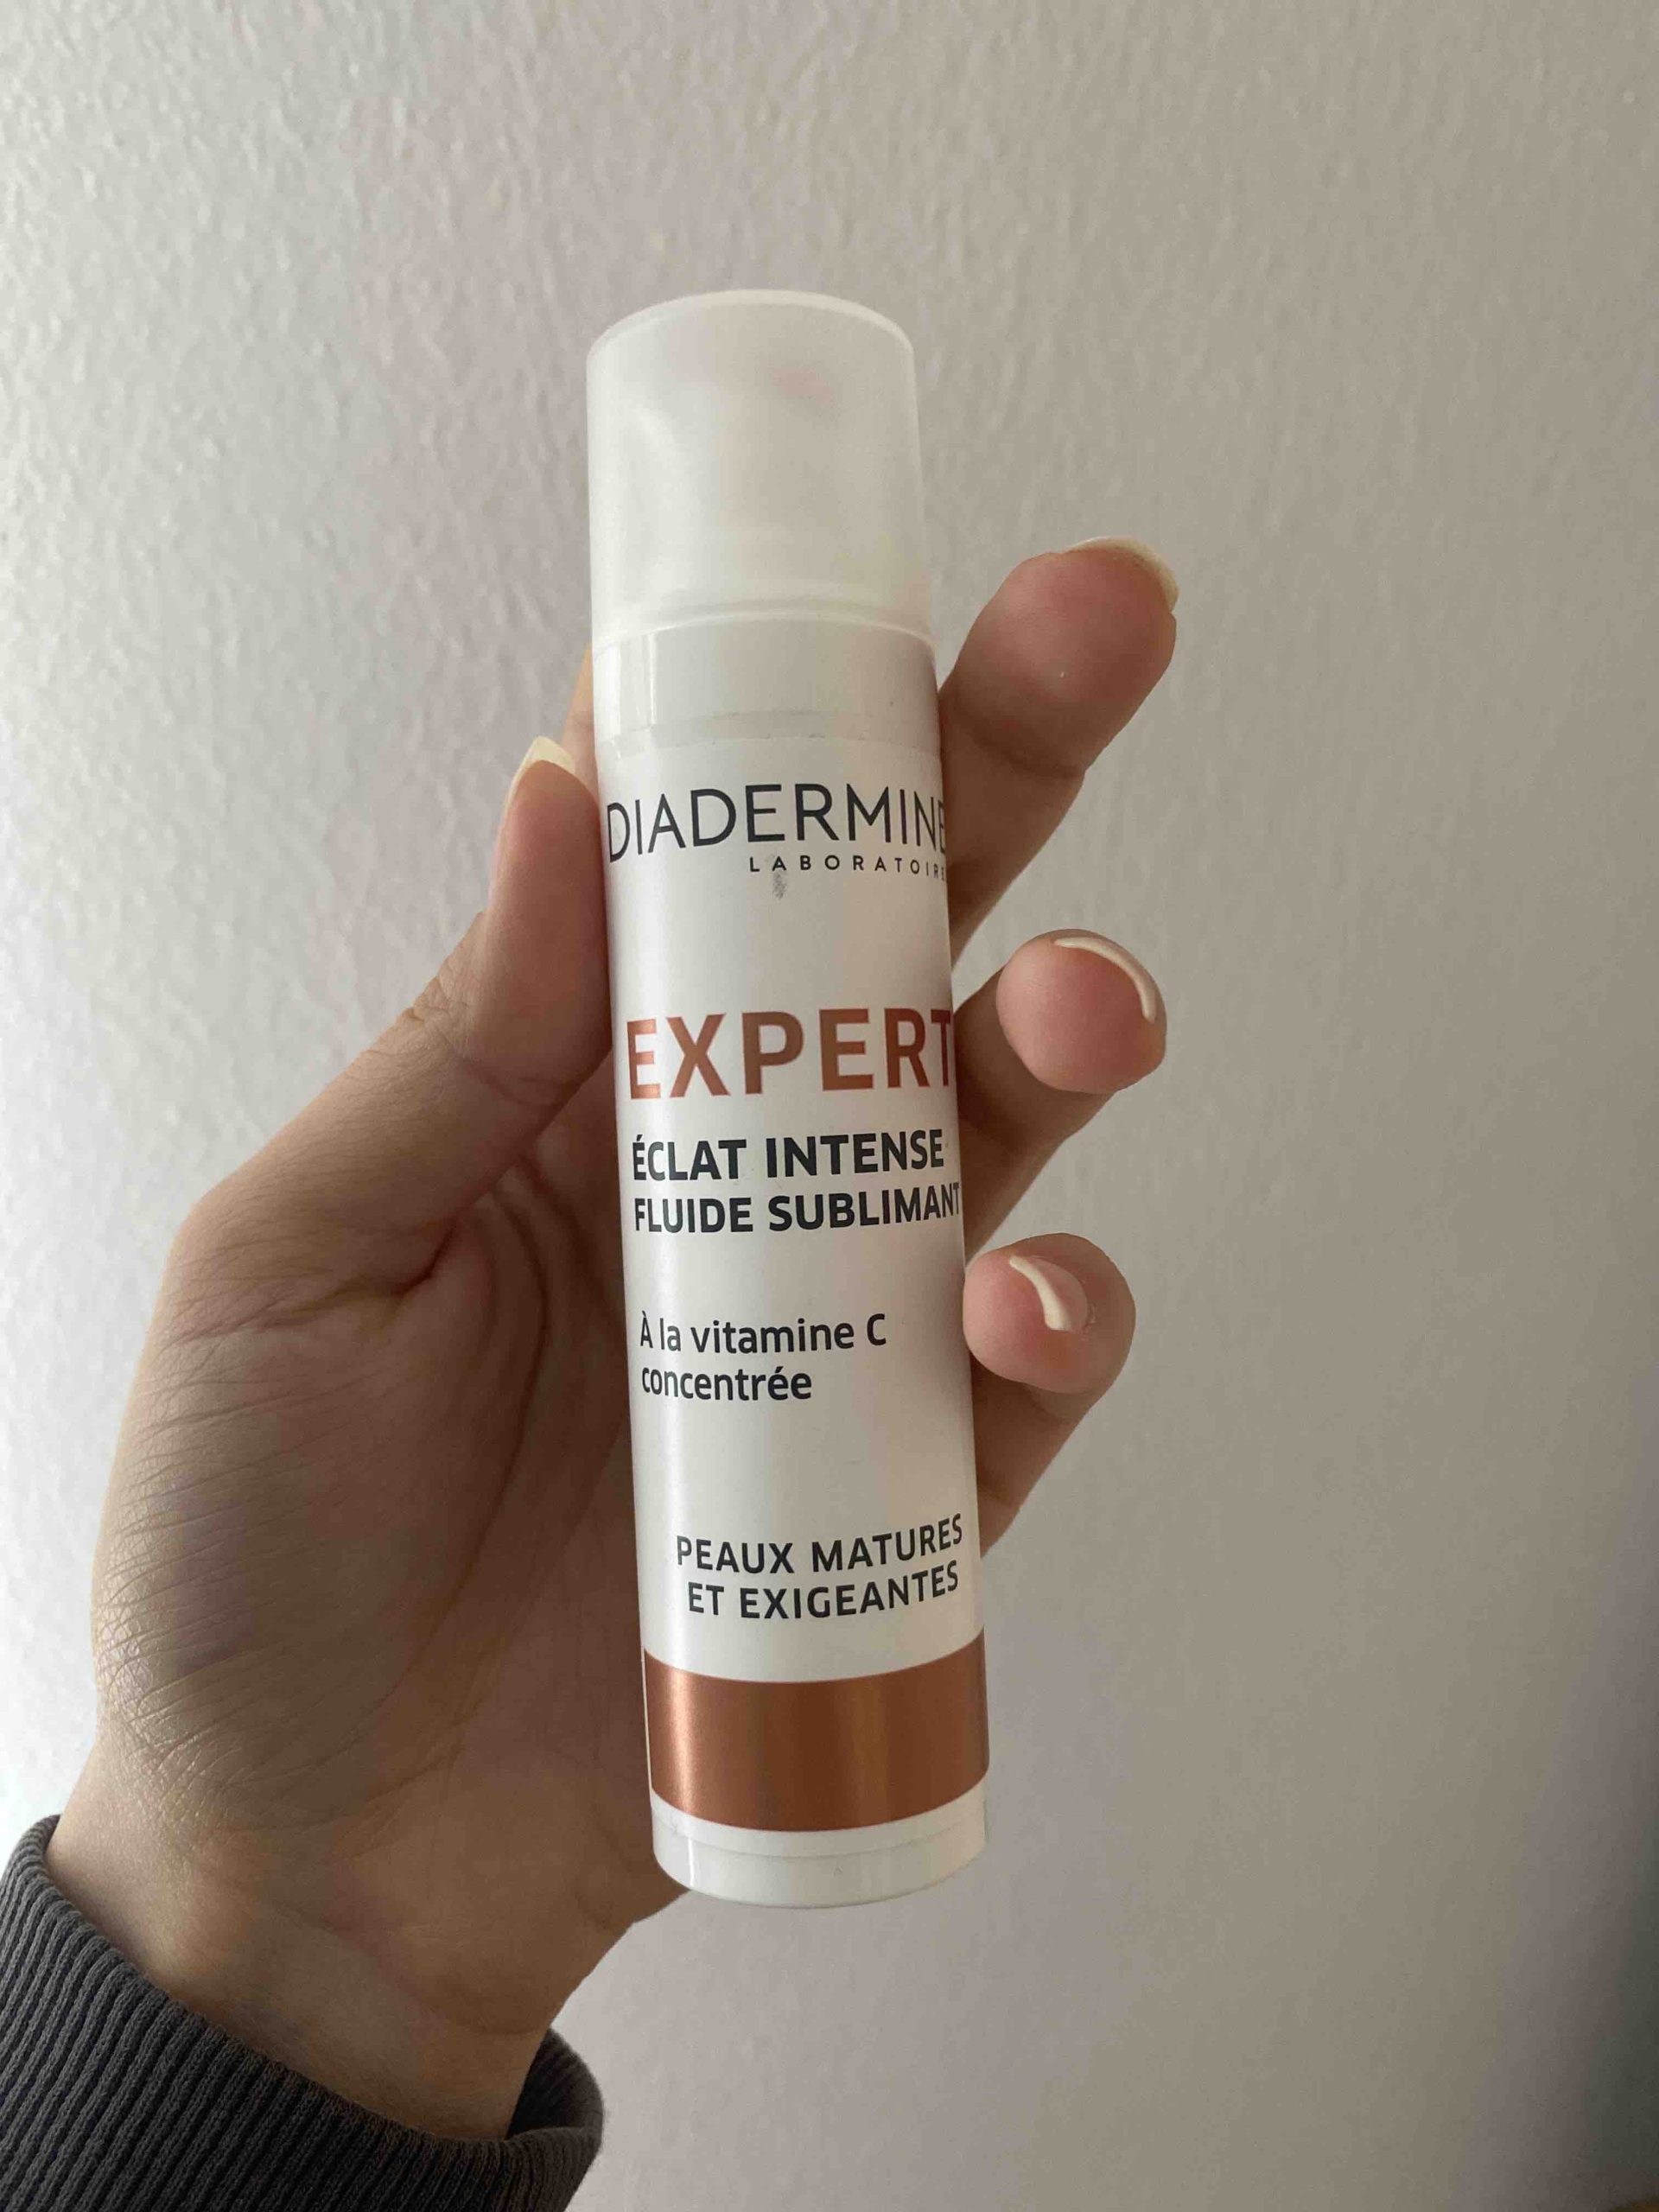 DIADERMINE
LABORATOIRE
EXPERT
ÉCLAT INTENSE
FLUIDE SUBLIMANT
À la vitamine C
concentrée
PEAUX MATURES
ET EXIGEANTES